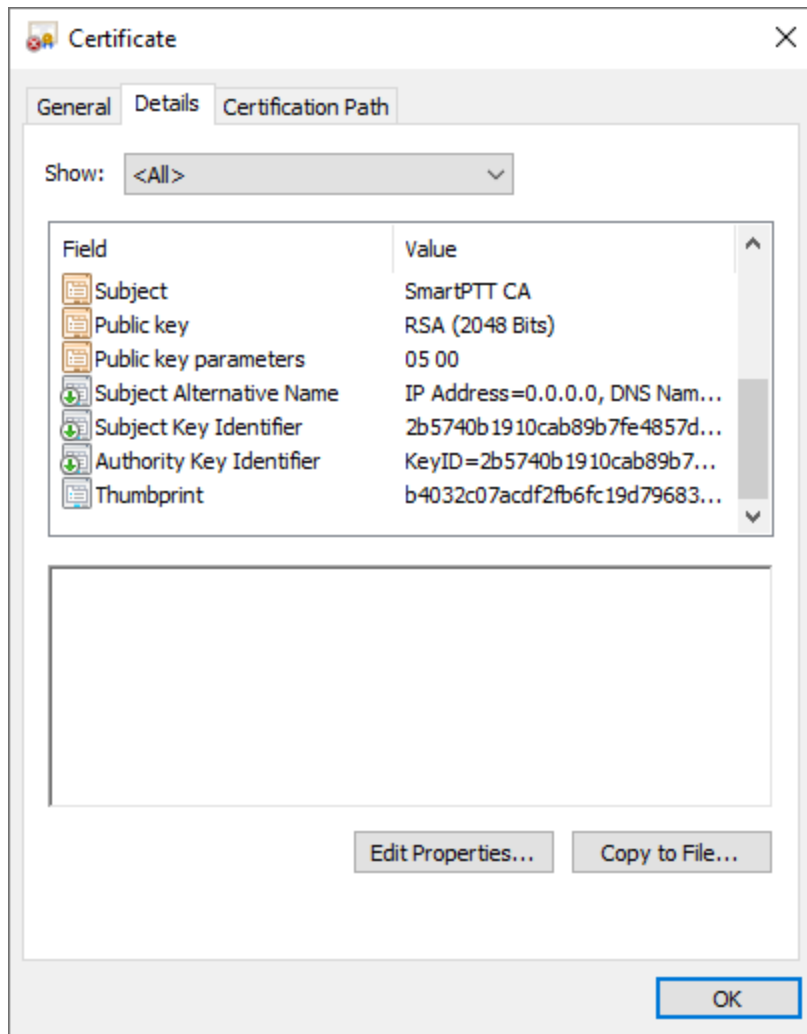 Certificate
General Details Certification Path
Show: <All>
Field Value
Subject SmartPTT CA
Public key RSA (2048 Bits)
Public key parameters 05 00
Subject Alternative Name IP Address=0.0.0.0, DNS Nam...
Subject Key Identifier 2b5740b1910cab89b7fe4857d...
Authority Key Identifier KeyID=2b5740b1910cab89b7...
Thumbprint b4032c07acdf2fb6fc19d79683...
Edit Properties... Copy to File...
OK